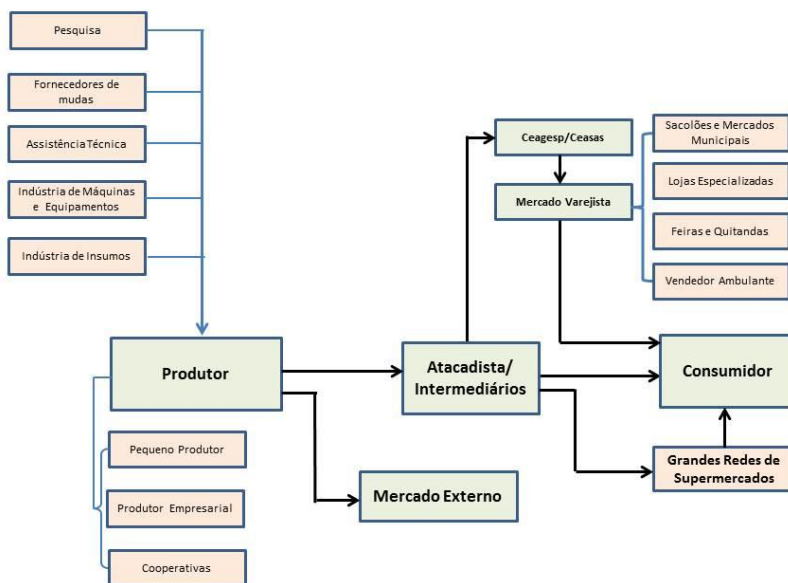 Pesquisa
Fornecedores de
mudas
Assistência Técnica
Indústria de Máquinas
e Equipamentos
Indústria de Insumos
Ceagesp/Ceasas
Mercado Varejista
Sacolões e Mercados
Municipais
Lojas Especializadas
Feiras e Quitandas
Vendedor Ambulante
Produtor
Atacadista/
Intermediários
Consumidor
Pequeno Produtor
Produtor Empresarial
Cooperativas
Mercado Externo
Grandes Redes de
Supermercados